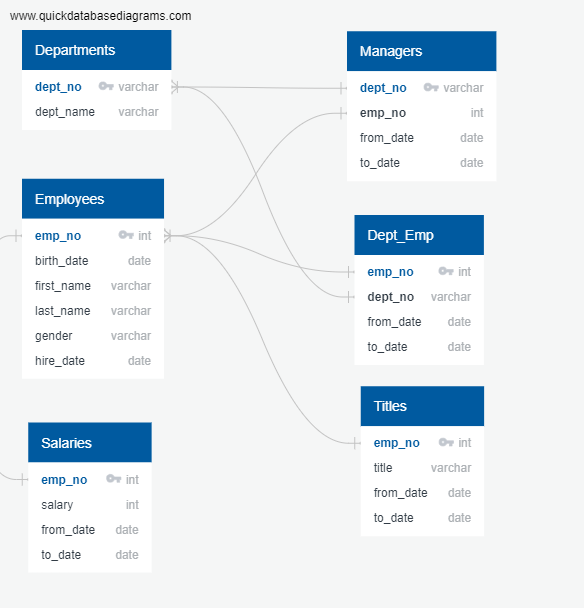 www.quickdatabasediagrams.com
Departments
dept_no varchar
dept_name varchar
Managers
dept_no varchar
emp_no int
from_date date
to_date date
Employees
emp_no int
birth_date date
first_name varchar
last_name varchar
gender varchar
hire_date date
Dept_Emp
emp_no int
dept_no varchar
from_date date
to_date date
Salaries
emp_no int
salary int
from_date date
to_date date
Titles
emp_no int
title varchar
from_date date
to_date date